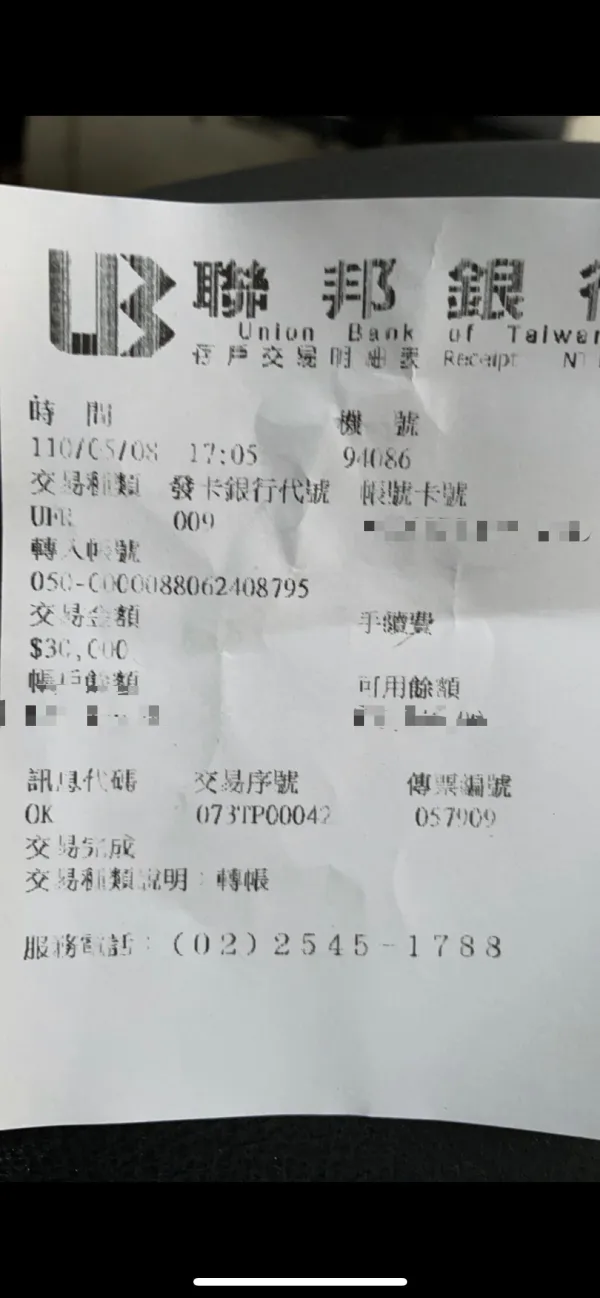 聯邦銀
Union Bank of Taiwan
存戶交易明細表 Receipt NT
時間 機號
110/05/08 17:05 94086
交易種類 發卡銀行代號 帳號卡號
UFR 009
轉入帳號
050-0000088062408795
交易金額 手續費
$30,000
帳戶餘額 可用餘額
訊息代碼 交易序號 傳票編號
OK 073TP00042 057909
交易完成
交易種類說明：轉帳
服務電話：(02)2545-1788